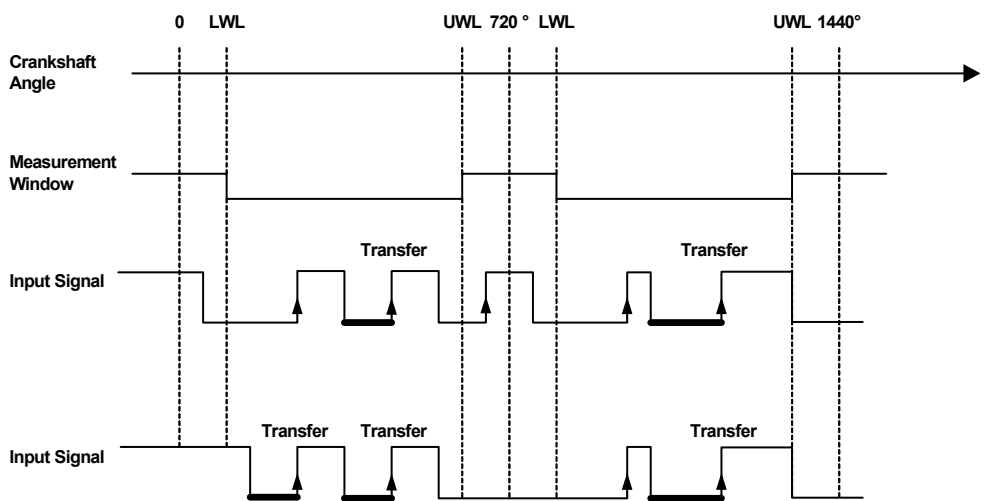 0 LWL UWL 720 ° LWL UWL 1440°
Crankshaft
Angle
Measurement
Window
Transfer Transfer
Input Signal
Transfer Transfer Transfer
Input Signal